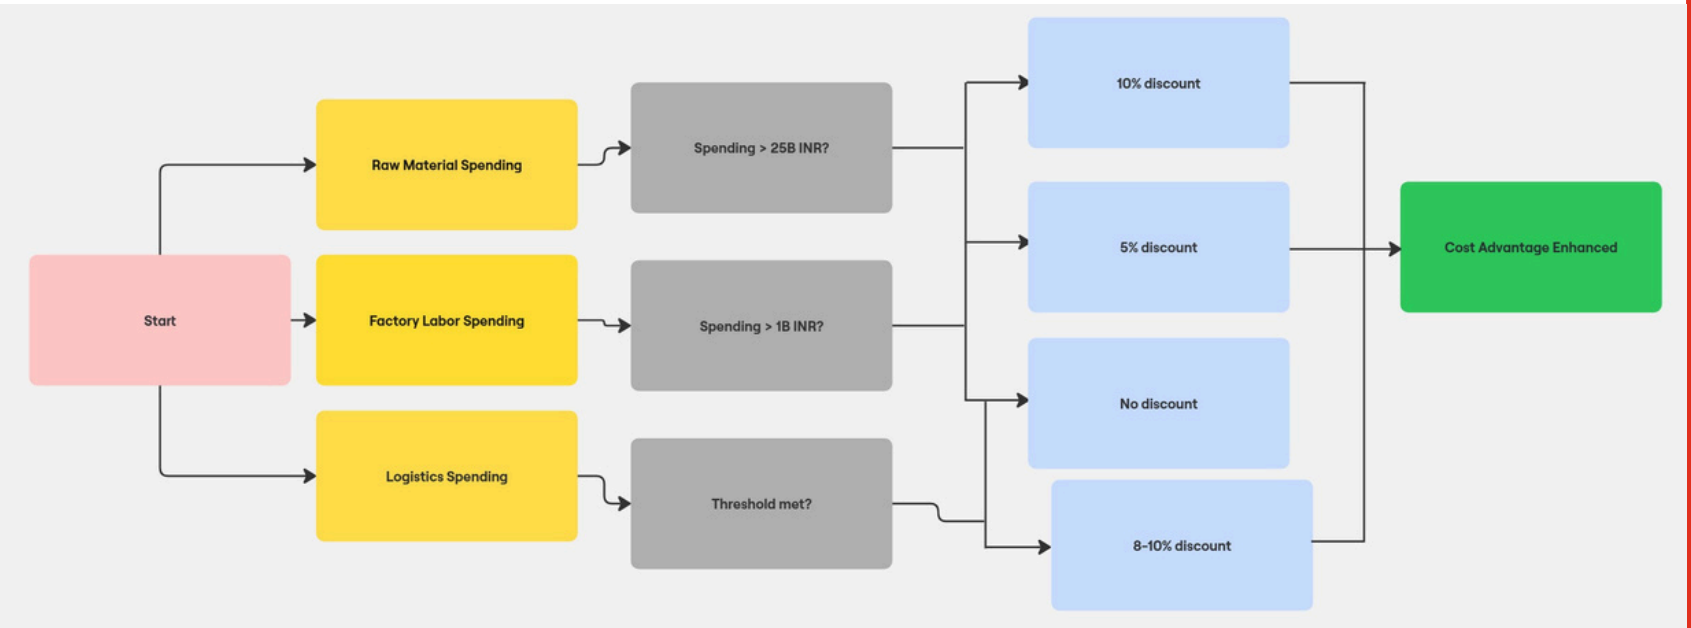 Start
Raw Material Spending
Factory Labor Spending
Logistics Spending
Spending > 25B INR?
Spending > 1B INR?
Threshold met?
10% discount
5% discount
No discount
8-10% discount
Cost Advantage Enhanced